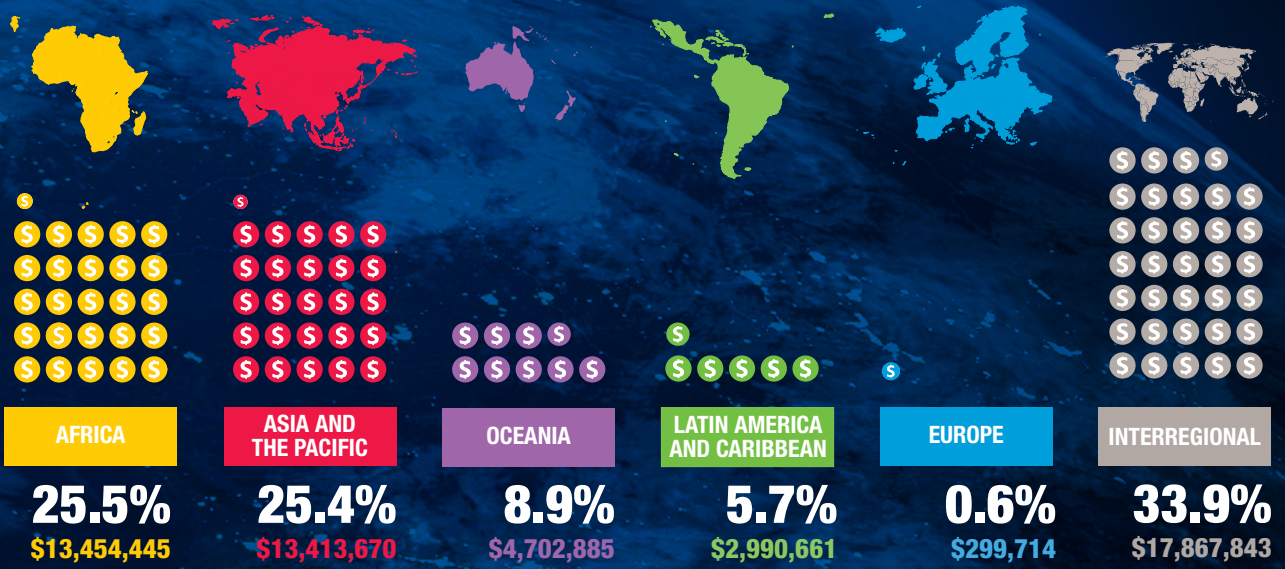 AFRICA
25.5%
$13,454,445
ASIA AND
THE PACIFIC
25.4%
$13,413,670
OCEANIA
8.9%
$4,702,885
LATIN AMERICA
AND CARIBBEAN
5.7%
$2,990,661
EUROPE
0.6%
$299,714
INTERREGIONAL
33.9%
$17,867,843